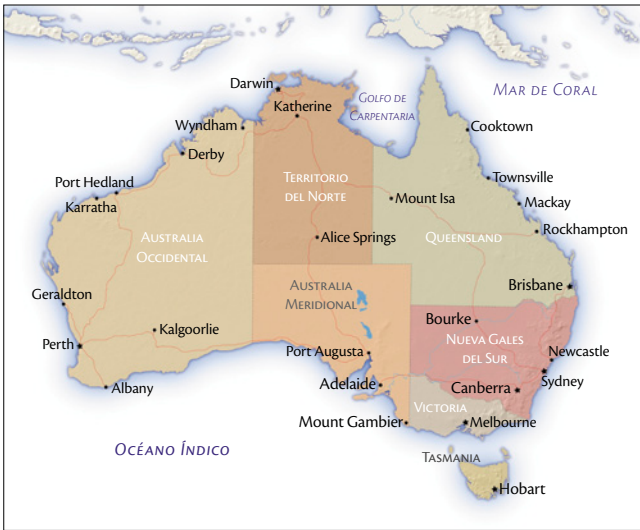 Darwin
Katherine
GOLFO DE
CARPENTARIA
MAR DE CORAL
Wyndham
Cooktown
Derby
Port Hedland
Karratha
TERRITORIO
DEL NORTE
Townsville
Mount Isa
Mackay
AUSTRALIA
OCCIDENTAL
Alice Springs
QUEENSLAND
Rockhampton
AUSTRALIA
MERIDIONAL
Brisbane
Geraldton
Bourke
Kalgoorlie
NUEVA GALES
DEL SUR
Perth
Port Augusta
Newcastle
Adelaide
Sydney
Albany
Canberra
VICTORIA
Mount Gambier
Melbourne
OCÉANO ÍNDICO
TASMANIA
Hobart